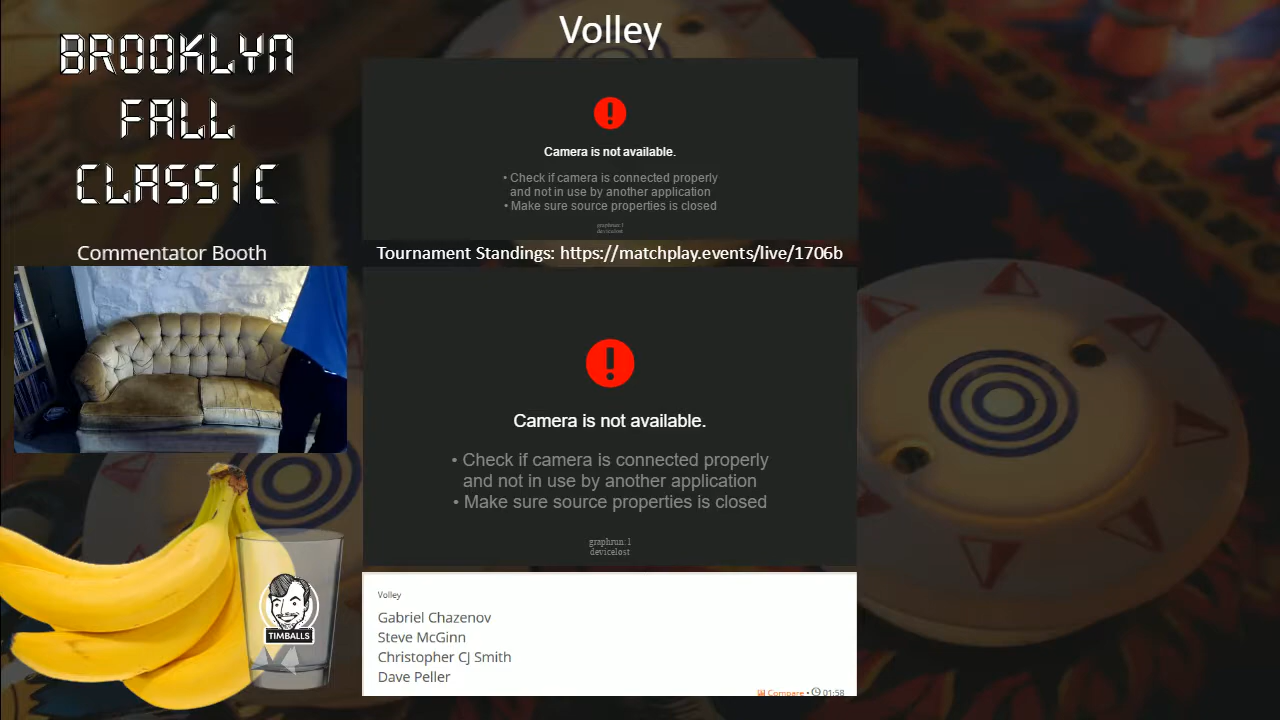 Volley
BROOKLYN
FALL
CLASSIC
Camera is not available.
• Check if camera is connected properly
and not in use by another application
• Make sure source properties is closed
graphrun:1
devicelost
Commentator Booth
Tournament Standings: https://matchplay.events/live/1706b
Camera is not available.
• Check if camera is connected properly
and not in use by another application
• Make sure source properties is closed
graphrun:1
devicelost
TIMBALLS
Volley
Gabriel Chazenov
Steve McGinn
Christopher CJ Smith
Dave Peller
Compare • 01:58